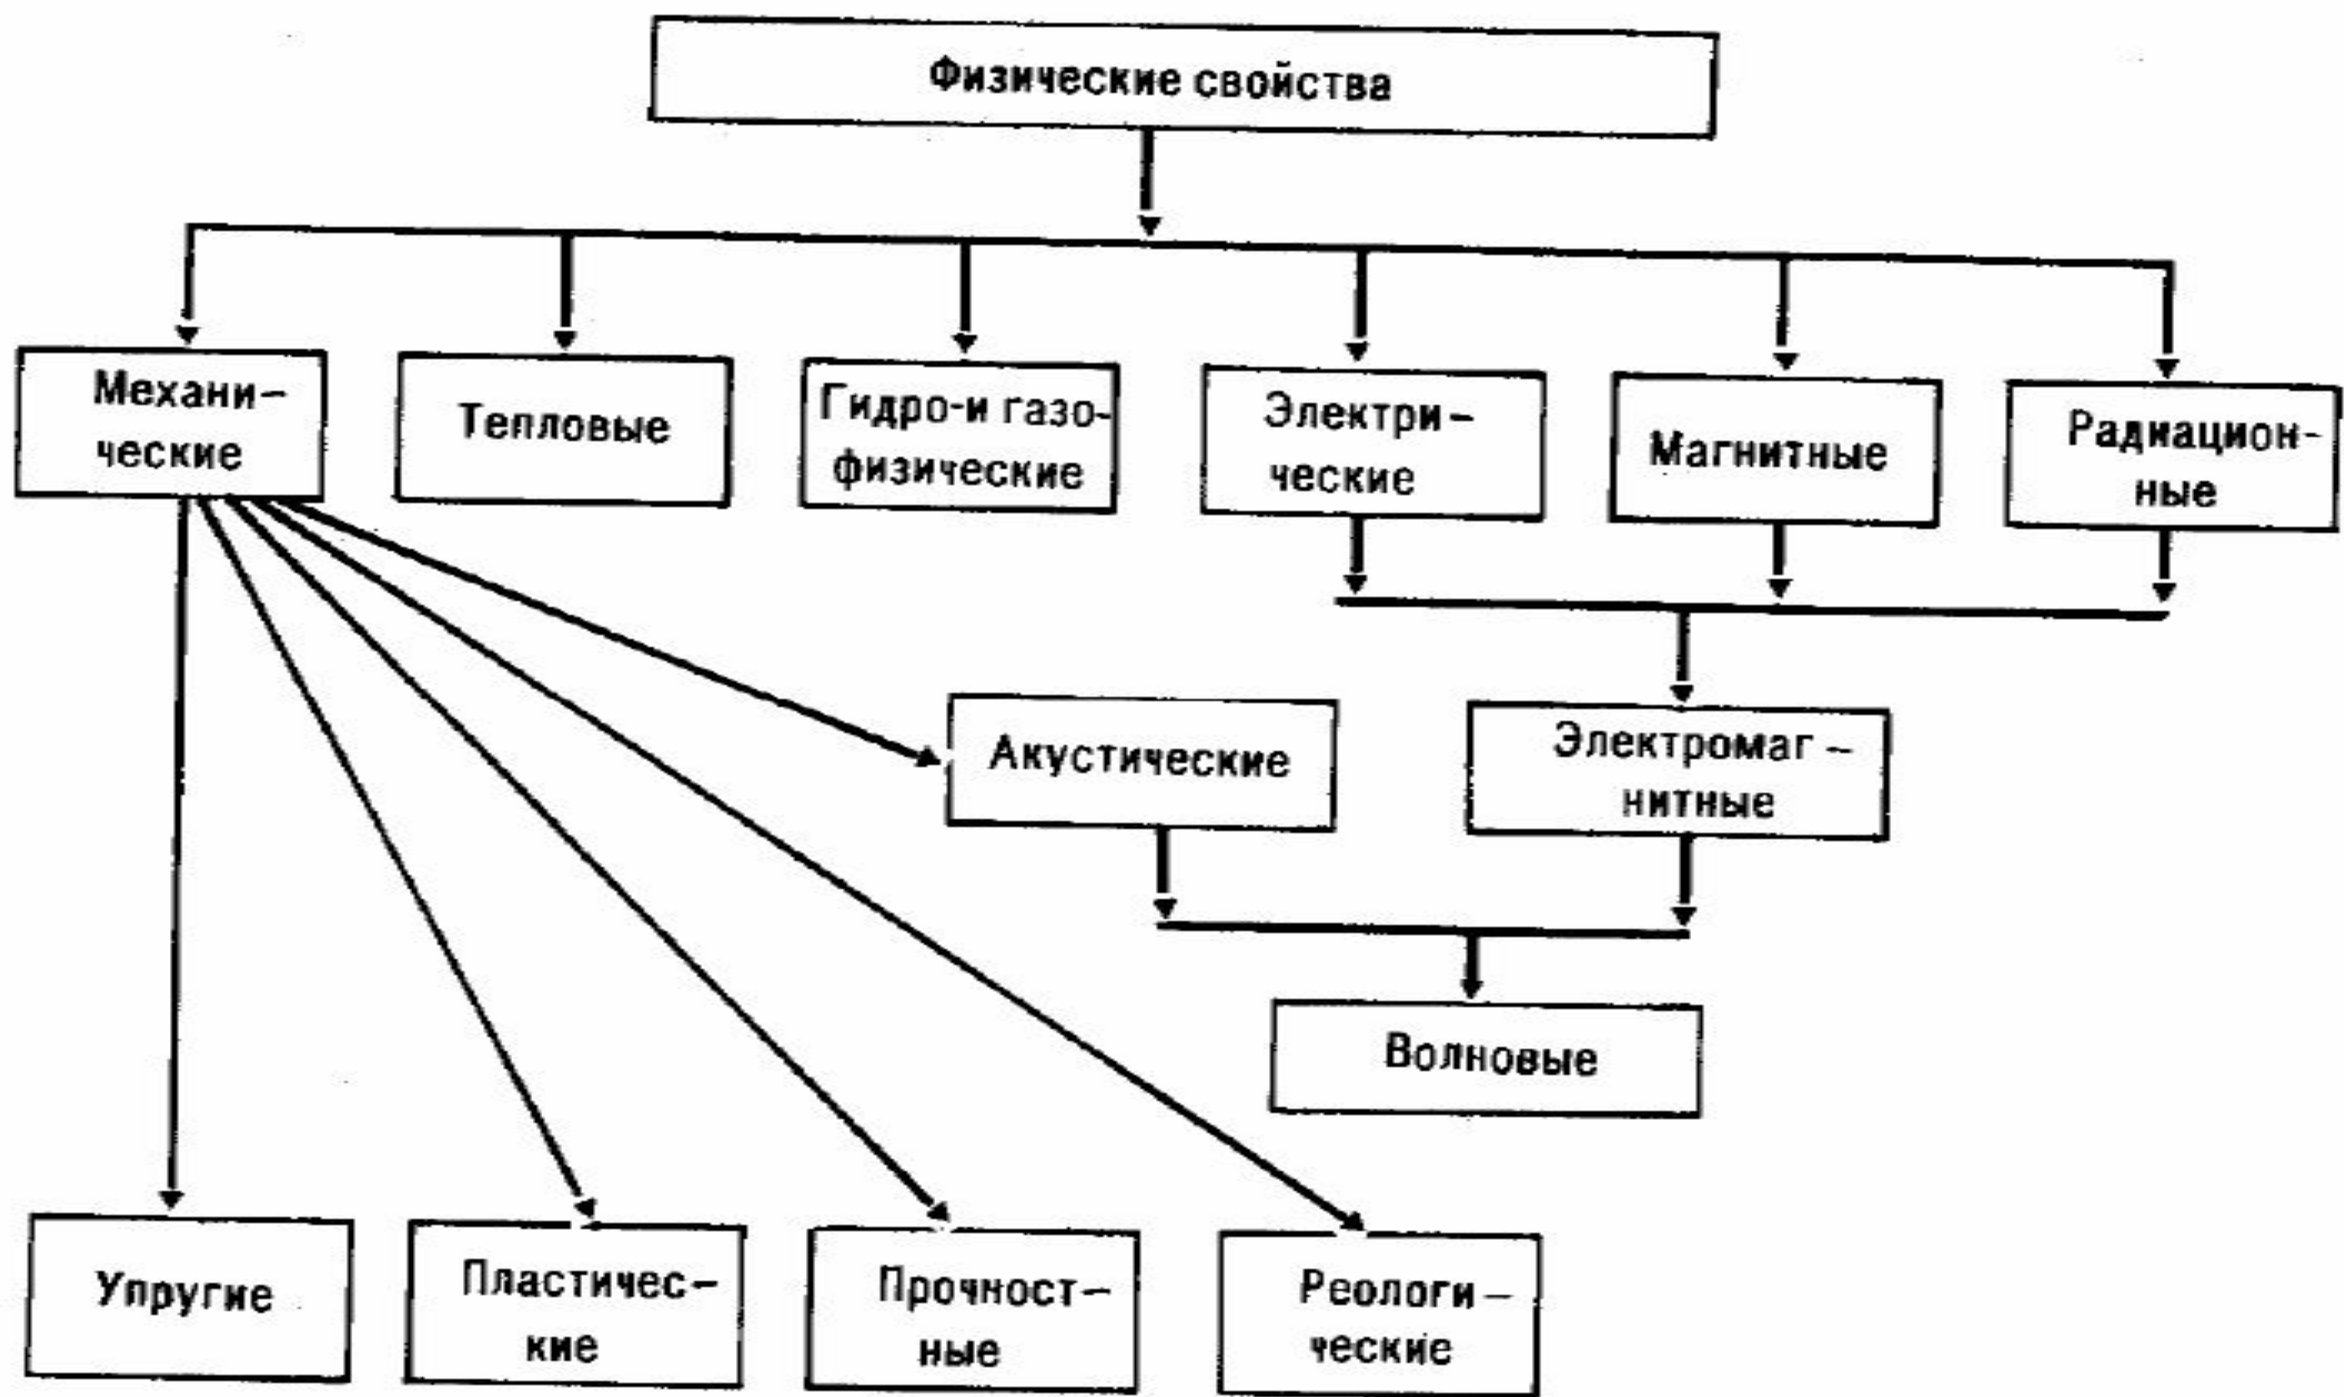 Физические свойства
Механи-
ческие
Тепловые
Гидро-и газо-
физические
Электри-
ческие
Магнитные
Радиацион-
ные
Акустические
Электромаг-
нитные
Волновые
Упругие
Пластичес-
кие
Прочност-
ные
Реологи-
ческие